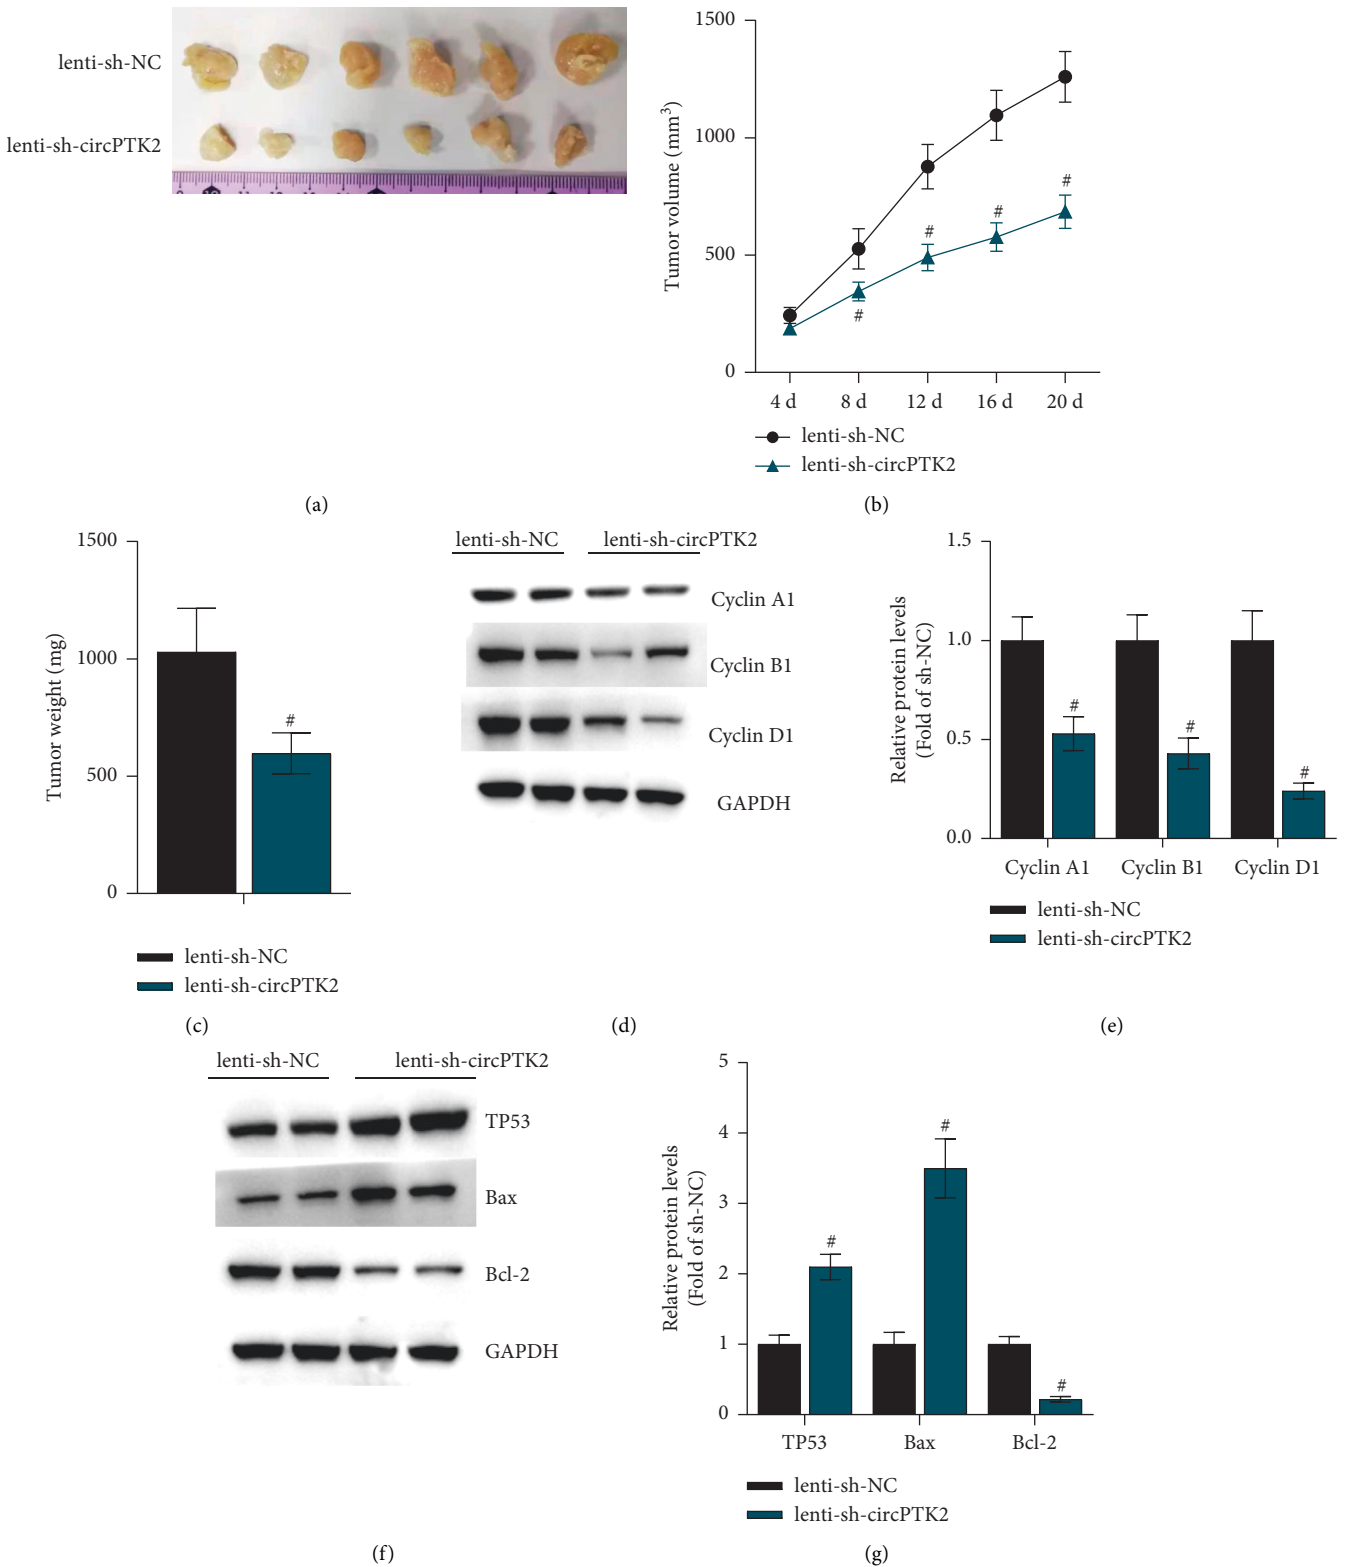 lenti-sh-NC
lenti-sh-circPTK2
(a)
Tumor volume (mm³)
1500
1000
500
0
#
#
#
#
4 d 8 d 12 d 16 d 20 d
lenti-sh-NC
lenti-sh-circPTK2
(b)
Tumor weight (mg)
1500
1000
500
0
#
lenti-sh-NC
lenti-sh-circPTK2
(c)
lenti-sh-NC lenti-sh-circPTK2
Cyclin A1
Cyclin B1
Cyclin D1
GAPDH
(d)
Relative protein levels
(Fold of sh-NC)
1.5
1.0
0.5
0.0
#
#
#
Cyclin A1 Cyclin B1 Cyclin D1
lenti-sh-NC
lenti-sh-circPTK2
(e)
lenti-sh-NC lenti-sh-circPTK2
TP53
Bax
Bcl-2
GAPDH
(f)
Relative protein levels
(Fold of sh-NC)
5
4
3
2
1
0
#
#
#
TP53 Bax Bcl-2
lenti-sh-NC
lenti-sh-circPTK2
(g)